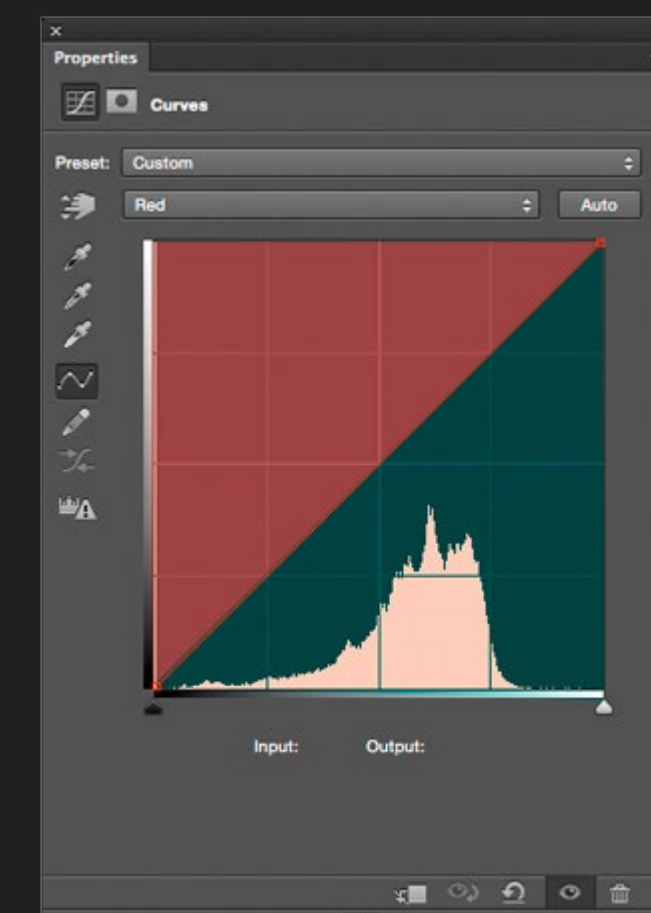 Properties
Curves
Preset: Custom
Red Auto
Input: Output: